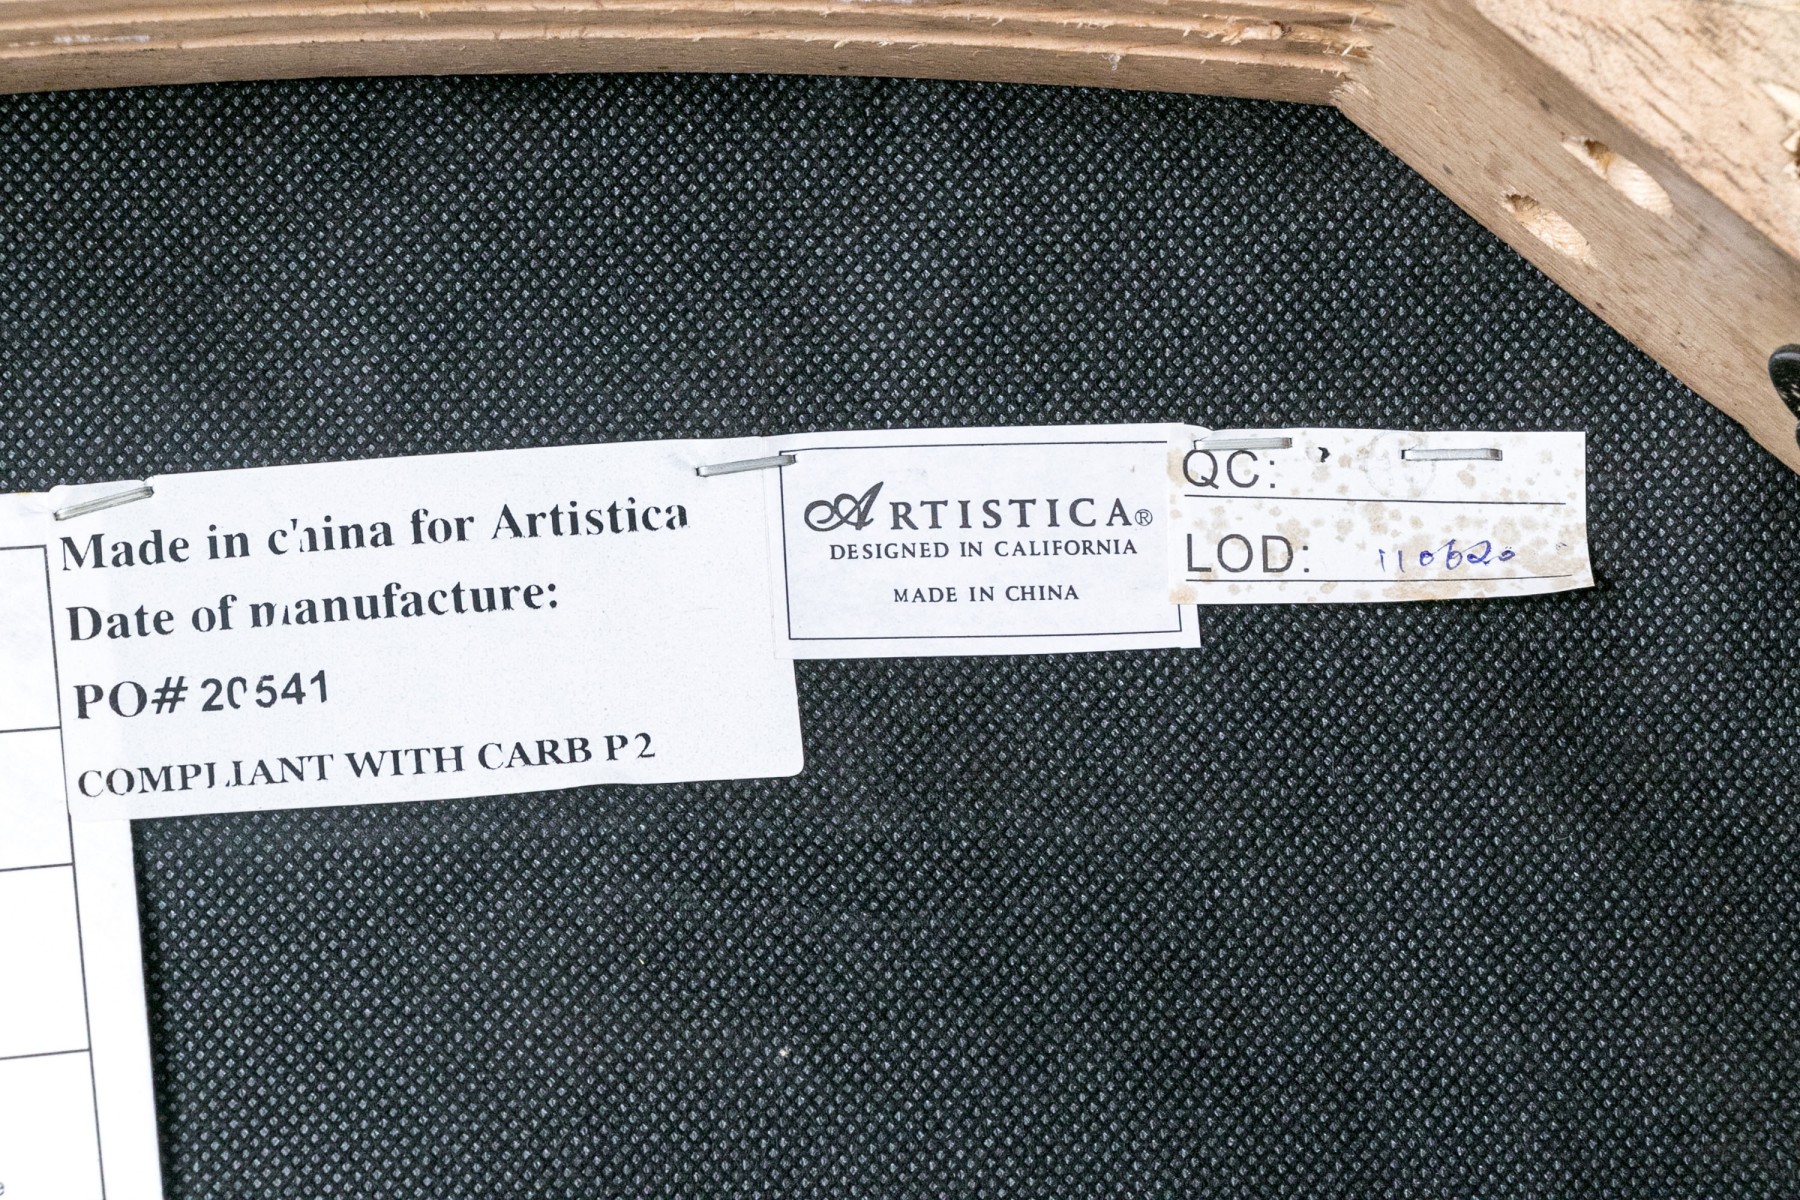 Made in china for Artistica
Date of manufacture:
PO# 20541
COMPLIANT WITH CARB P2
ARTISTICA®
DESIGNED IN CALIFORNIA
MADE IN CHINA
QC:
LOD: 110620